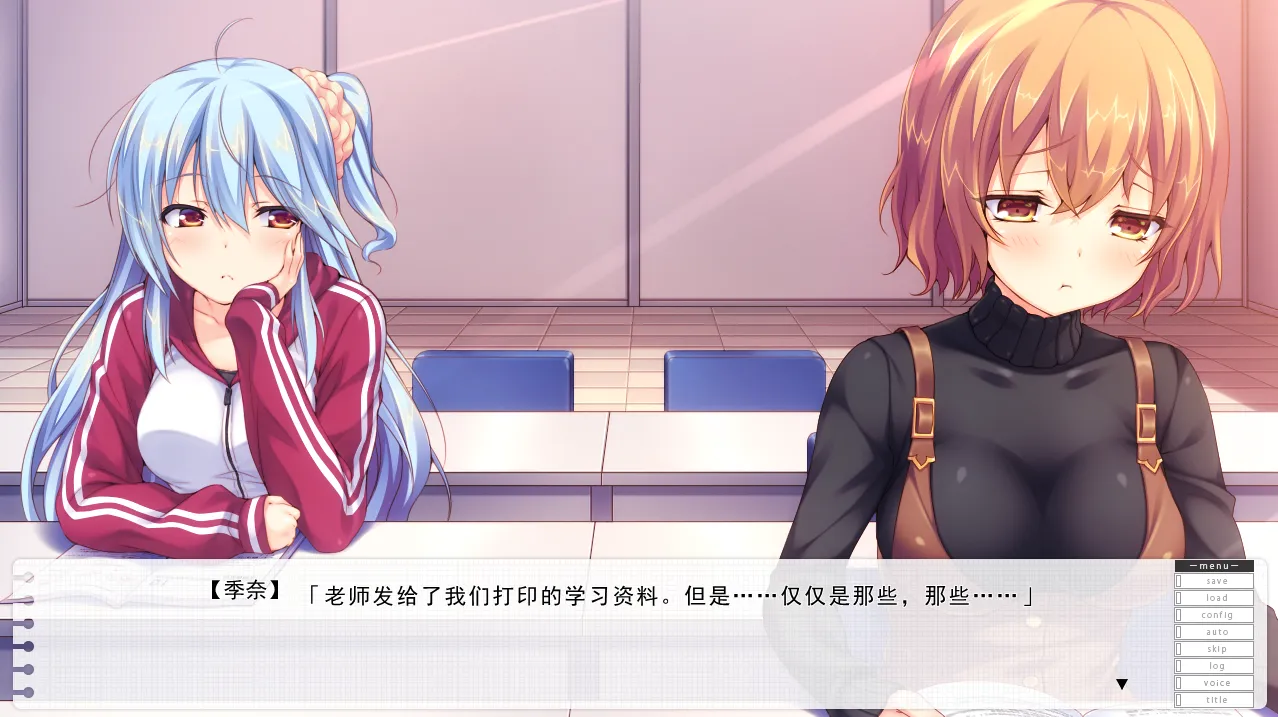 【季奈】
「老师发给了我们打印的学习资料。但是……仅仅是那些，那些……」
－menu－
save
load
config
auto
skip
log
voice
title